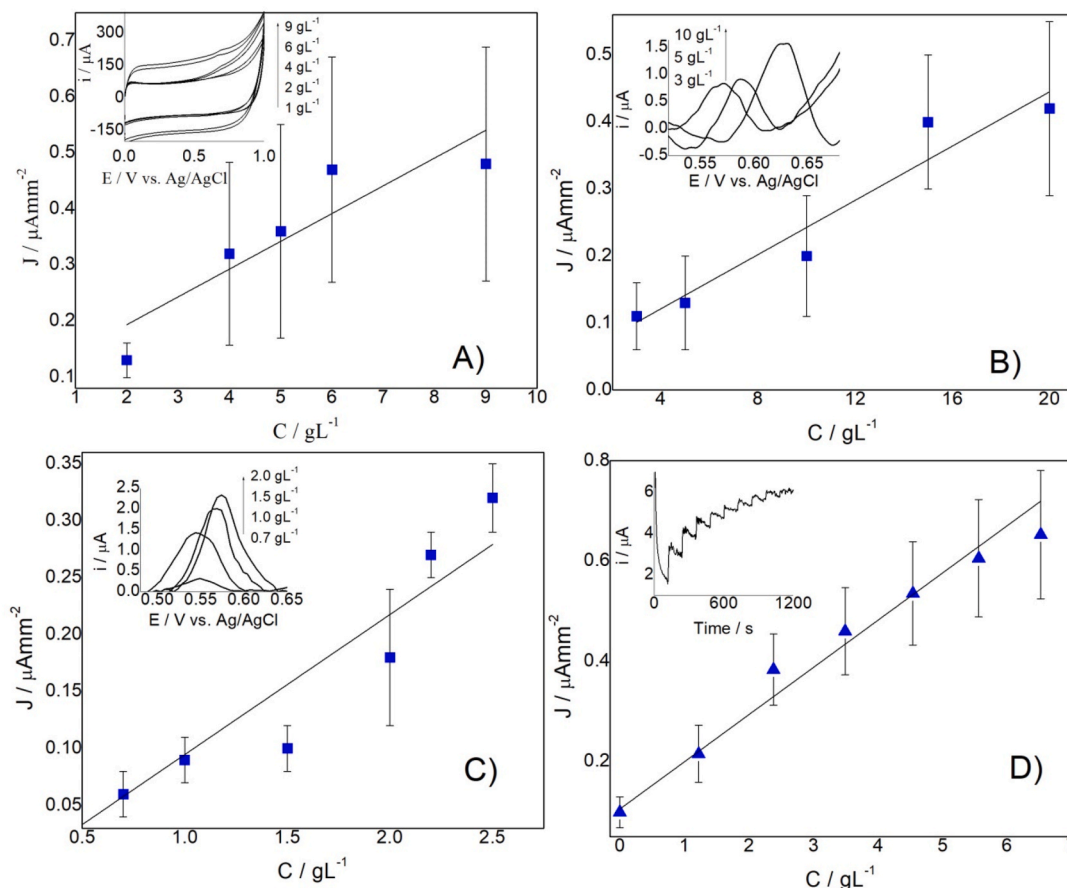 A)
J / μAmm-2
0.7
0.6
0.5
0.4
0.3
0.2
0.1
1 2 3 4 5 6 7 8 9 10
C / gL-1
i / μA
300
150
0
-150
0.0 0.5 1.0
E / V vs. Ag/AgCl
9 gL-1
6 gL-1
4 gL-1
2 gL-1
1 gL-1
B)
J / μAmm-2
0.5
0.4
0.3
0.2
0.1
0.0
4 8 12 16 20
C / gL-1
i / μA
1.5
1.0
0.5
0.0
-0.5
0.55 0.60 0.65
E / V vs. Ag/AgCl
10 gL-1
5 gL-1
3 gL-1
C)
J / μAmm-2
0.35
0.30
0.25
0.20
0.15
0.10
0.05
0.5 1.0 1.5 2.0 2.5
C / gL-1
i / μA
2.5
2.0
1.5
1.0
0.5
0.0
0.50 0.55 0.60 0.65
E / V vs. Ag/AgCl
2.0 gL-1
1.5 gL-1
1.0 gL-1
0.7 gL-1
D)
J / μAmm-2
0.8
0.6
0.4
0.2
0 1 2 3 4 5 6
C / gL-1
i / μA
6
4
2
0 600 1200
Time / s